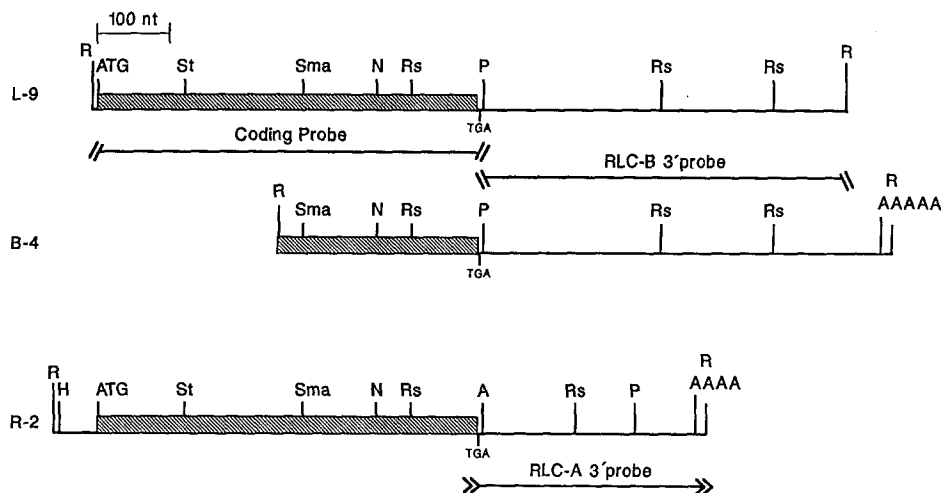 100 nt
R ATG St Sma N Rs P Rs Rs R
L-9
TGA
Coding Probe
RLC-B 3´probe
R Sma N Rs P Rs Rs R AAAAA
B-4
TGA
R H ATG St Sma N Rs A Rs P R AAAA
R-2
TGA
RLC-A 3´probe